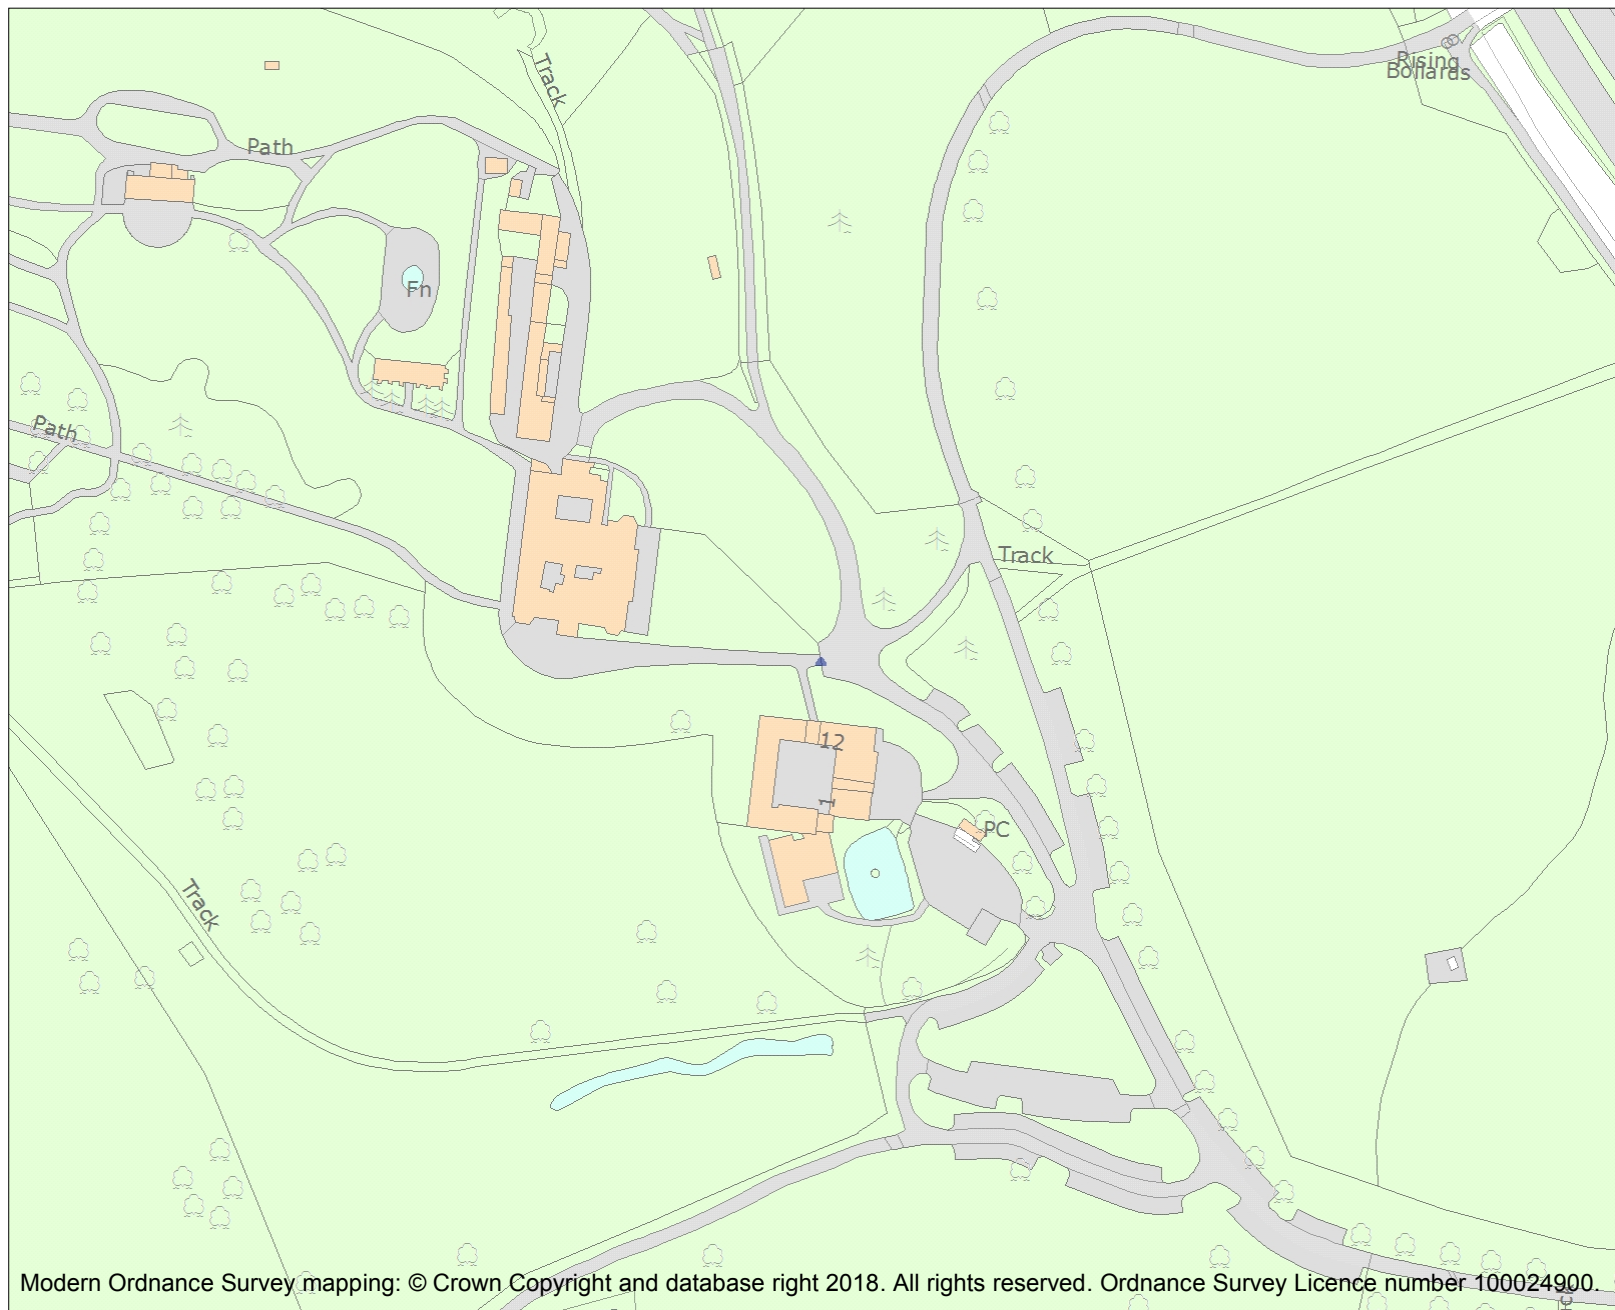 Track
Rising
Bollards
Path
Fn
Path
Track
12
1
PC
Track
Modern Ordnance Survey mapping: © Crown Copyright and database right 2018. All rights reserved. Ordnance Survey Licence number 100024900.